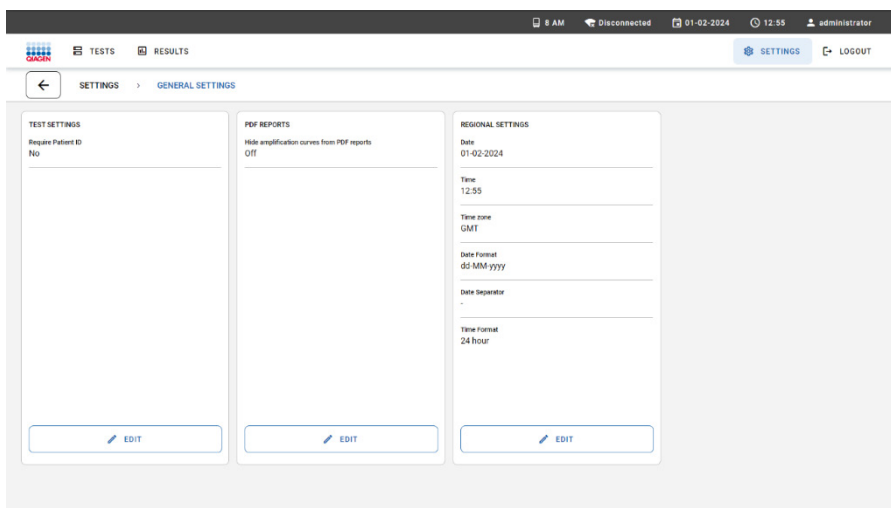 8 AM Disconnected 01-02-2024 12:55 administrator
QIAGEN TESTS RESULTS SETTINGS LOGOUT
SETTINGS > GENERAL SETTINGS
TEST SETTINGS
Require Patient ID
No
EDIT
PDF REPORTS
Hide amplification curves from PDF reports
Off
EDIT
REGIONAL SETTINGS
Date
01-02-2024
Time
12:55
Time zone
GMT
Date Format
dd-MM-yyyy
Date Separator
-
Time Format
24 hour
EDIT